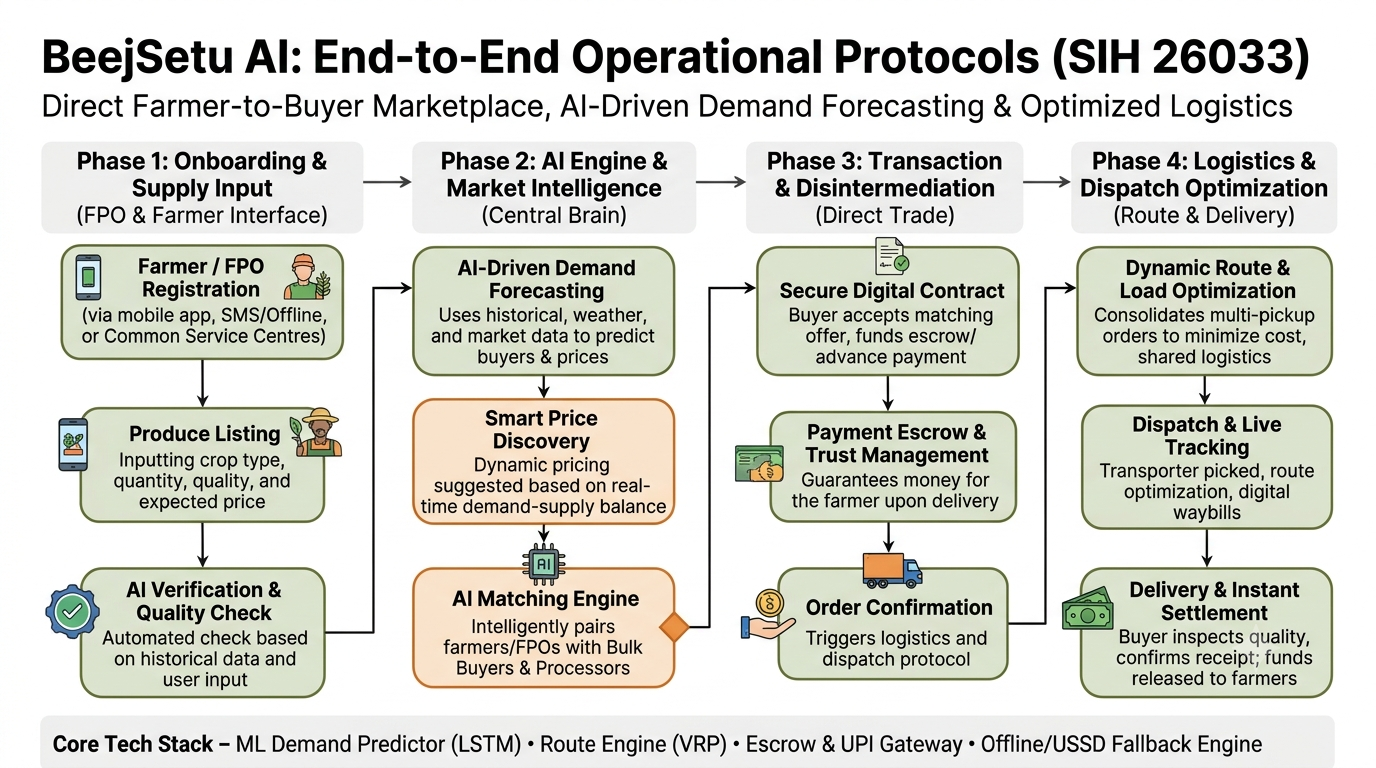 BeejSetu AI: End-to-End Operational Protocols (SIH 26033)
Direct Farmer-to-Buyer Marketplace, AI-Driven Demand Forecasting & Optimized Logistics
Phase 1: Onboarding &
Supply Input
(FPO & Farmer Interface)
Farmer / FPO
Registration
(via mobile app, SMS/Offline,
or Common Service Centres)
Produce Listing
Inputting crop type,
quantity, quality, and
expected price
AI Verification &
Quality Check
Automated check based
on historical data and
user input
Phase 2: AI Engine &
Market Intelligence
(Central Brain)
AI-Driven Demand
Forecasting
Uses historical, weather,
and market data to predict
buyers & prices
Smart Price
Discovery
Dynamic pricing
suggested based on real-
time demand-supply balance
AI
AI Matching Engine
Intelligently pairs
farmers/FPOs with Bulk
Buyers & Processors
Phase 3: Transaction
& Disintermediation
(Direct Trade)
Secure Digital Contract
Buyer accepts matching
offer, funds escrow/
advance payment
Payment Escrow &
Trust Management
Guarantees money for
the farmer upon delivery
Order Confirmation
Triggers logistics and
dispatch protocol
Phase 4: Logistics &
Dispatch Optimization
(Route & Delivery)
Dynamic Route &
Load Optimization
Consolidates multi-pickup
orders to minimize cost,
shared logistics
Dispatch & Live
Tracking
Transporter picked, route
optimization, digital
waybills
Delivery & Instant
Settlement
Buyer inspects quality,
confirms receipt; funds
released to farmers
Core Tech Stack – ML Demand Predictor (LSTM) • Route Engine (VRP) • Escrow & UPI Gateway • Offline/USSD Fallback Engine